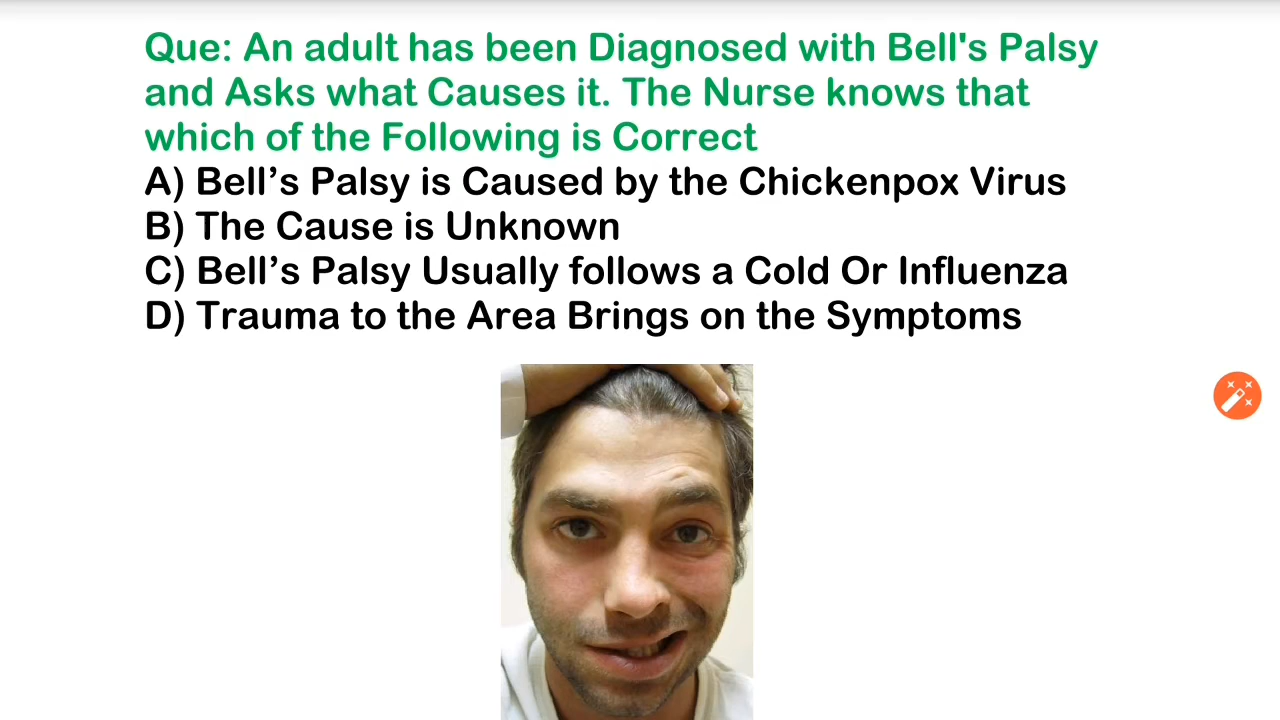 Que: An adult has been Diagnosed with Bell's Palsy
and Asks what Causes it. The Nurse knows that
which of the Following is Correct
A) Bell’s Palsy is Caused by the Chickenpox Virus
B) The Cause is Unknown
C) Bell’s Palsy Usually follows a Cold Or Influenza
D) Trauma to the Area Brings on the Symptoms